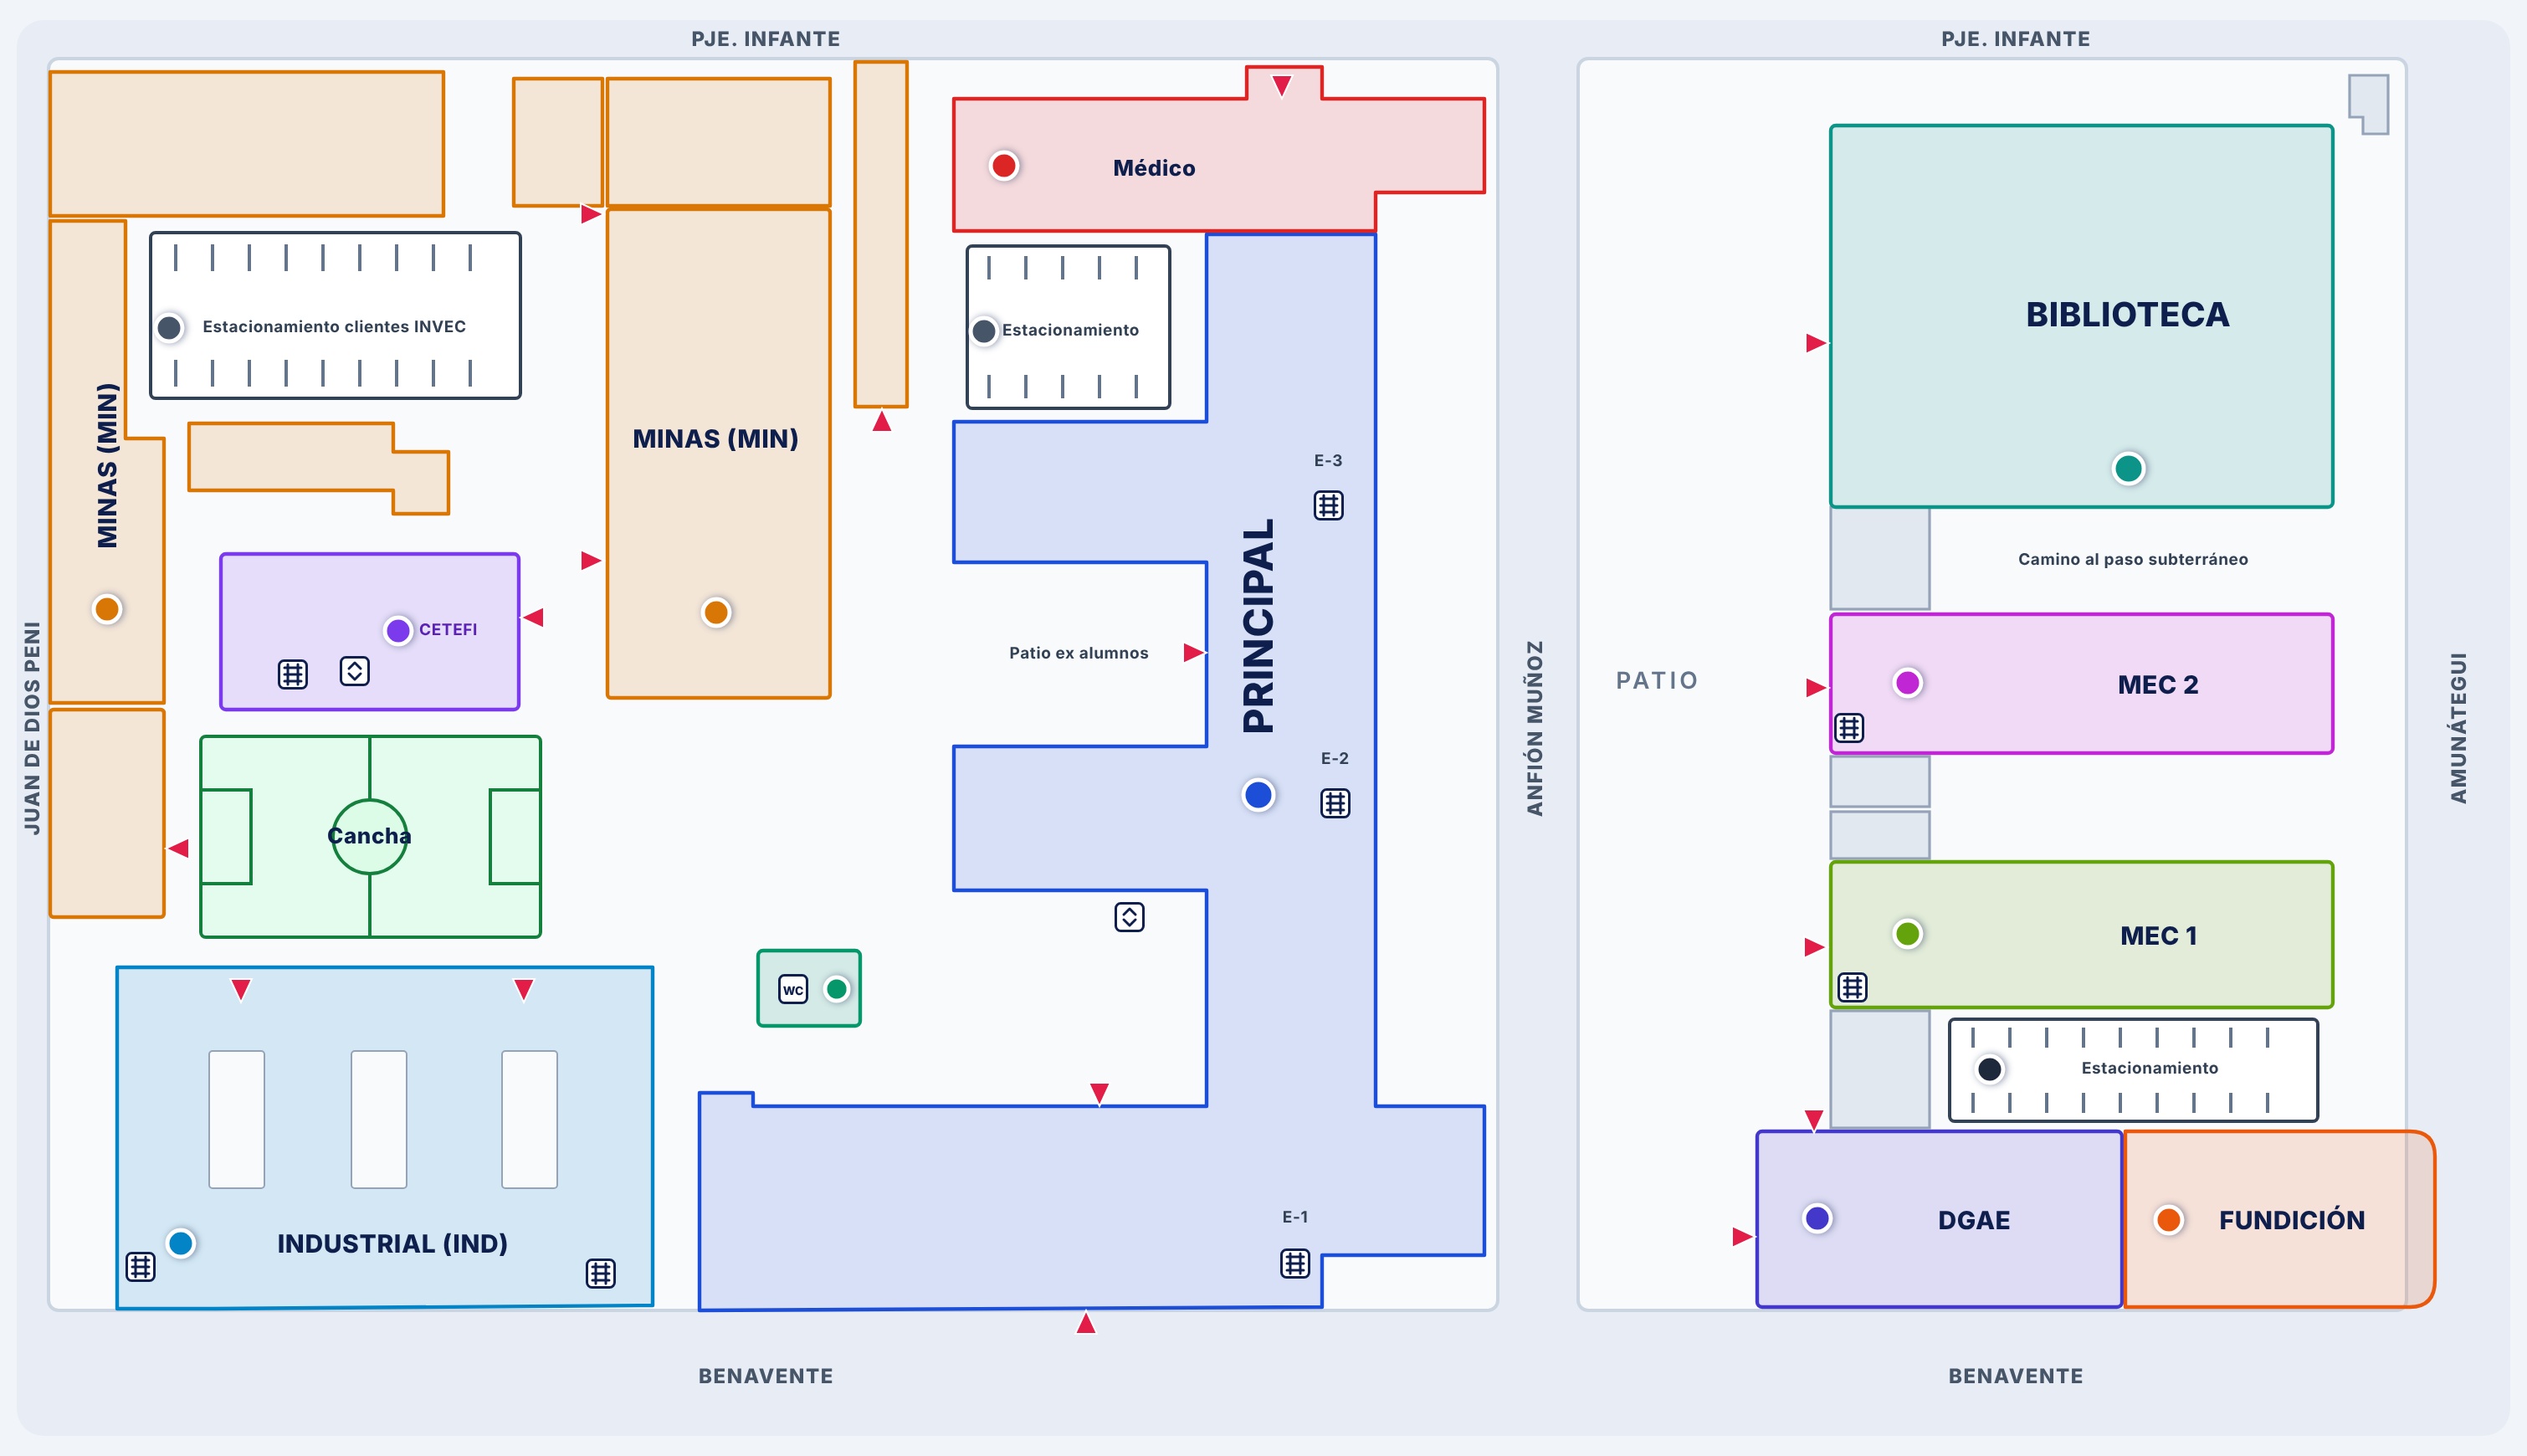 PJE. INFANTE
PJE. INFANTE
Médico
BIBLIOTECA
Estacionamiento clientes INVEC
Estacionamiento
MINAS (MIN)
MINAS (MIN)
E-3
PRINCIPAL
Camino al paso subterráneo
CETEFI
Patio ex alumnos
JUAN DE DIOS PENI
ANFIÓN MUÑOZ
PATIO
MEC 2
AMUNÁTEGUI
E-2
Cancha
MEC 1
WC
Estacionamiento
E-1
INDUSTRIAL (IND)
DGAE
FUNDICIÓN
BENAVENTE
BENAVENTE